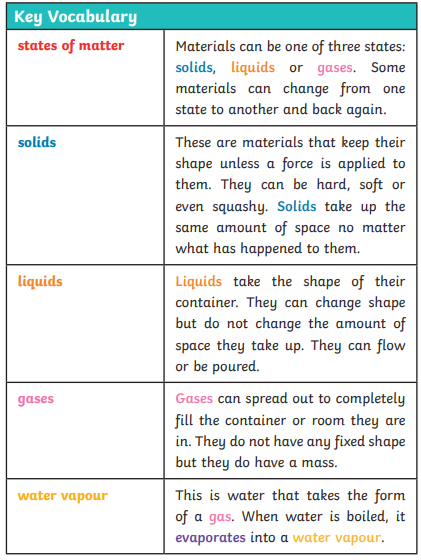 Key Vocabulary
states of matter
Materials can be one of three states:
solids, liquids or gases. Some
materials can change from one
state to another and back again.
solids
These are materials that keep their
shape unless a force is applied to
them. They can be hard, soft or
even squashy. Solids take up the
same amount of space no matter
what has happened to them.
liquids
Liquids take the shape of their
container. They can change shape
but do not change the amount of
space they take up. They can flow
or be poured.
gases
Gases can spread out to completely
fill the container or room they are
in. They do not have any fixed shape
but they do have a mass.
water vapour
This is water that takes the form
of a gas. When water is boiled, it
evaporates into a water vapour.